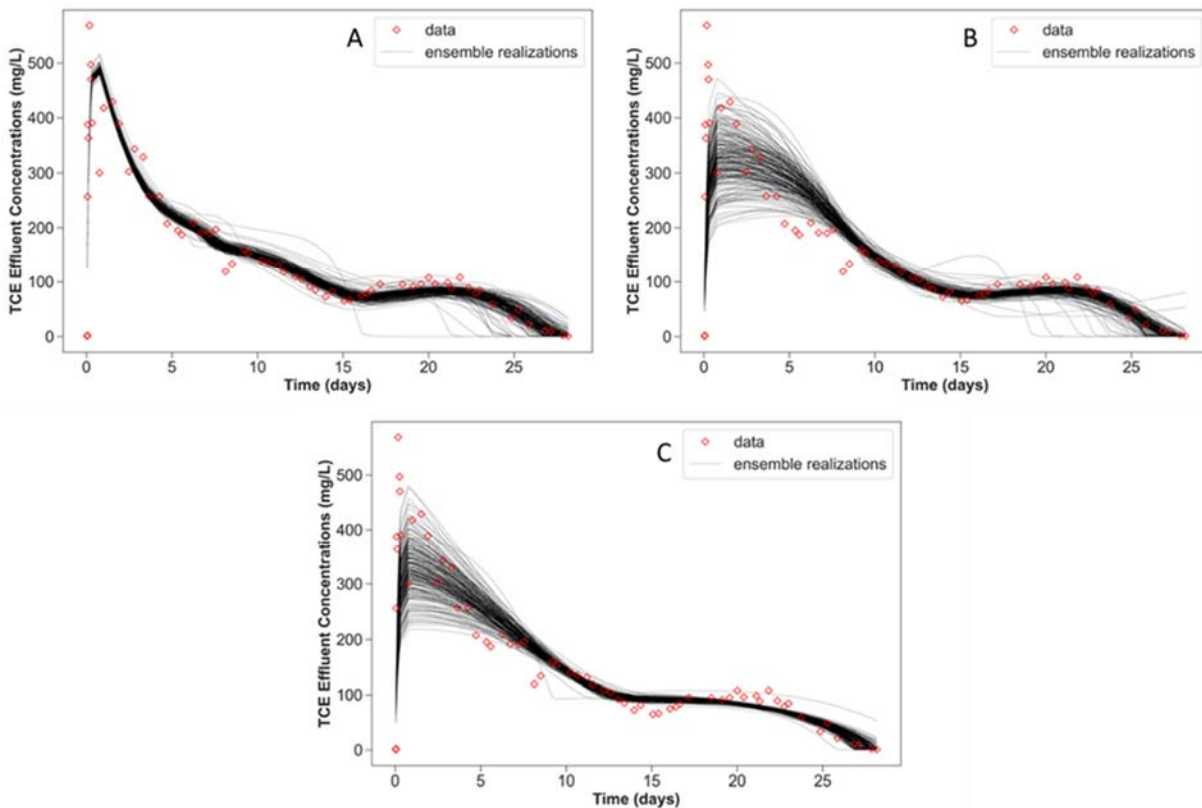 A
data
ensemble realizations
TCE Effluent Concentrations (mg/L)
500
400
300
200
100
0
0 5 10 15 20 25
Time (days)
B
data
ensemble realizations
TCE Effluent Concentrations (mg/L)
500
400
300
200
100
0
0 5 10 15 20 25
Time (days)
C
data
ensemble realizations
TCE Effluent Concentrations (mg/L)
500
400
300
200
100
0
0 5 10 15 20 25
Time (days)